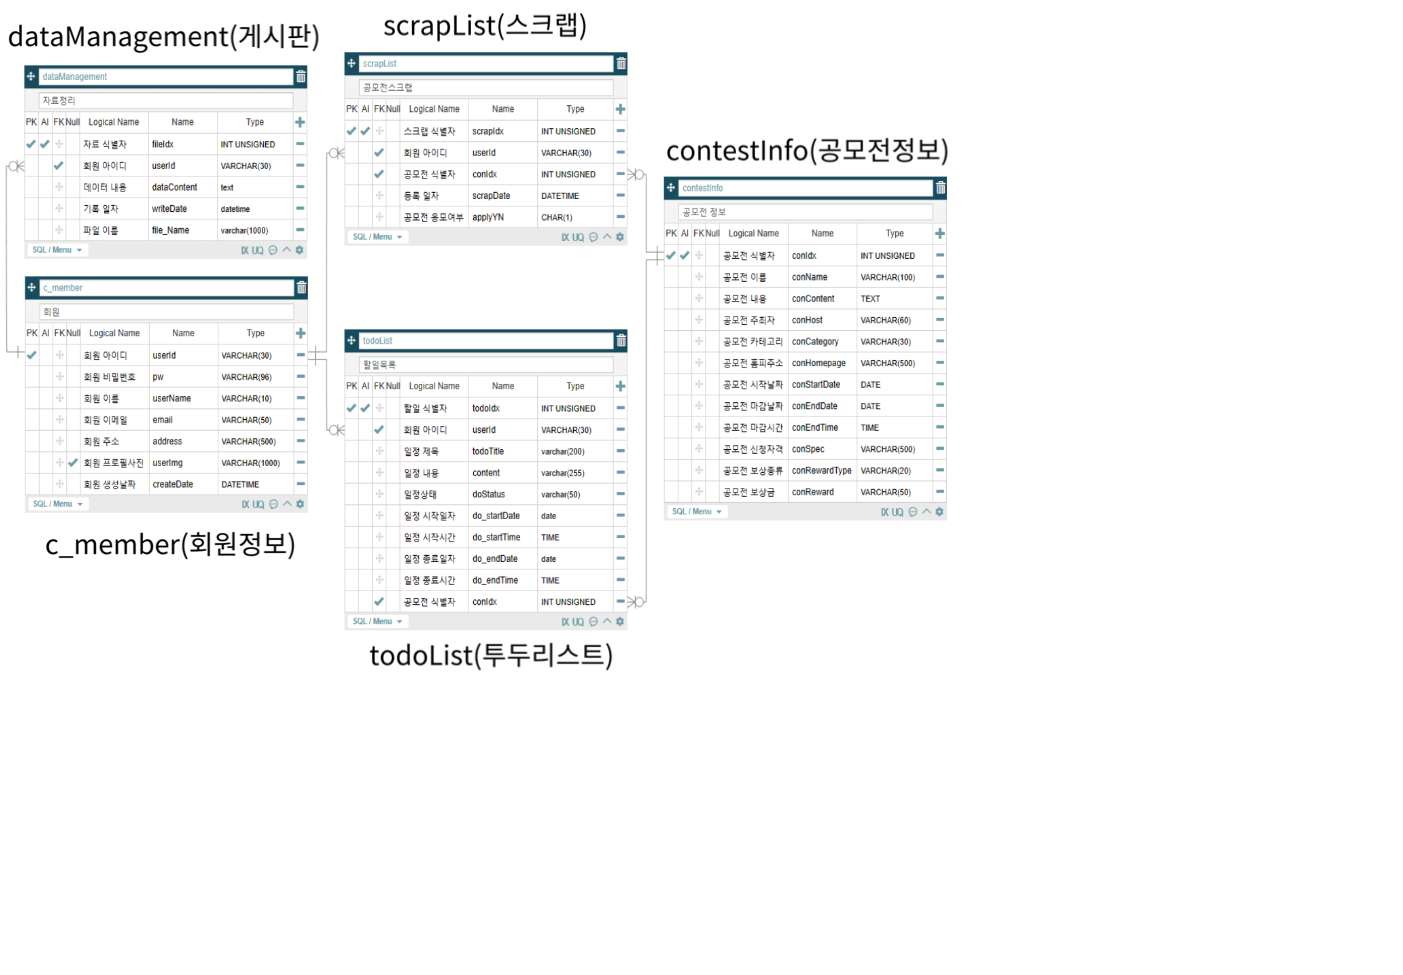 dataManagement(게시판)
dataManagement
자료정리
PK AI FK Null Logical Name Name Type
자료 식별자 fileIdx INT UNSIGNED
회원 아이디 userId VARCHAR(30)
데이터 내용 dataContent text
기록 일자 writeDate datetime
파일 이름 file_Name varchar(1000)
SQL / Menu IX UQ
c_member
회원
PK AI FK Null Logical Name Name Type
회원 아이디 userId VARCHAR(30)
회원 비밀번호 pw VARCHAR(96)
회원 이름 userName VARCHAR(10)
회원 이메일 email VARCHAR(50)
회원 주소 address VARCHAR(500)
회원 프로필사진 userImg VARCHAR(1000)
회원 생성날짜 createDate DATETIME
SQL / Menu IX UQ
c_member(회원정보)
scrapList(스크랩)
scrapList
공모전스크랩
PK AI FK Null Logical Name Name Type
스크랩 식별자 scrapIdx INT UNSIGNED
회원 아이디 userId VARCHAR(30)
공모전 식별자 conIdx INT UNSIGNED
등록 일자 scrapDate DATETIME
공모전 응모여부 applyYN CHAR(1)
SQL / Menu IX UQ
todoList
할일목록
PK AI FK Null Logical Name Name Type
할일 식별자 todoIdx INT UNSIGNED
회원 아이디 userId VARCHAR(30)
일정 제목 todoTitle varchar(200)
일정 내용 content varchar(255)
일정상태 doStatus varchar(50)
일정 시작일자 do_startDate date
일정 시작시간 do_startTime TIME
일정 종료일자 do_endDate date
일정 종료시간 do_endTime TIME
공모전 식별자 conIdx INT UNSIGNED
SQL / Menu IX UQ
todoList(투두리스트)
contestInfo(공모전정보)
contestInfo
공모전 정보
PK AI FK Null Logical Name Name Type
공모전 식별자 conIdx INT UNSIGNED
공모전 이름 conName VARCHAR(100)
공모전 내용 conContent TEXT
공모전 주최자 conHost VARCHAR(60)
공모전 카테고리 conCategory VARCHAR(30)
공모전 홈피주소 conHomepage VARCHAR(500)
공모전 시작날짜 conStartDate DATE
공모전 마감날짜 conEndDate DATE
공모전 마감시간 conEndTime TIME
공모전 신청자격 conSpec VARCHAR(500)
공모전 보상종류 conRewardType VARCHAR(20)
공모전 보상금 conReward VARCHAR(50)
SQL / Menu IX UQ